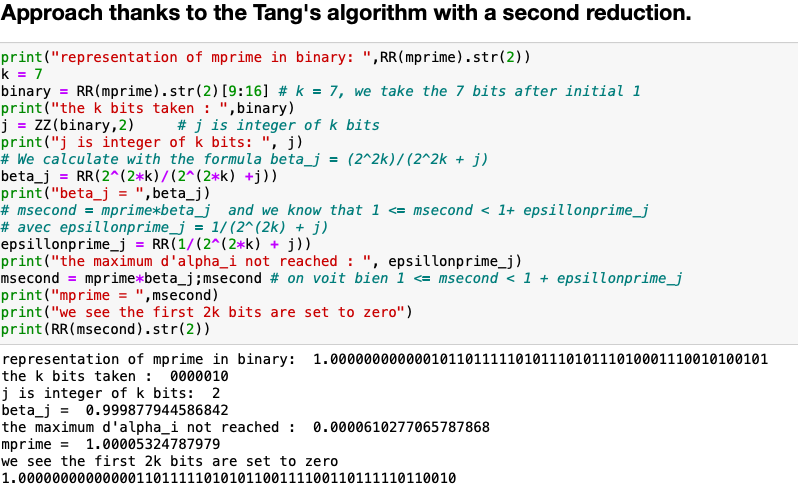 Approach thanks to the Tang's algorithm with a second reduction.
print("representation of mprime in binary: ",RR(mprime).str(2))
k = 7
binary = RR(mprime).str(2)[9:16] # k = 7, we take the 7 bits after initial 1
print("the k bits taken : ",binary)
j = ZZ(binary,2)     # j is integer of k bits
print("j is integer of k bits: ", j)
# We calculate with the formula beta_j = (2^2k)/(2^2k + j)
beta_j = RR(2^(2*k)/(2^(2*k) +j))
print("beta_j = ",beta_j)
# msecond = mprime*beta_j  and we know that 1 <= msecond < 1+ epsillonprime_j
# avec epsillonprime_j = 1/(2^(2k) + j)
epsillonprime_j = RR(1/(2^(2*k) + j))
print("the maximum d'alpha_i not reached : ", epsillonprime_j)
msecond = mprime*beta_j;msecond # on voit bien 1 <= msecond < 1 + epsillonprime_j
print("mprime = ",msecond)
print("we see the first 2k bits are set to zero")
print(RR(msecond).str(2))
representation of mprime in binary:  1.0000000000001011011111010111010111010001110010100101
the k bits taken :  0000010
j is integer of k bits:  2
beta_j =  0.999877944586842
the maximum d'alpha_i not reached :  0.0000610277065787868
mprime =  1.00005324787979
we see the first 2k bits are set to zero
1.0000000000000011011111010101100111100110111110110010